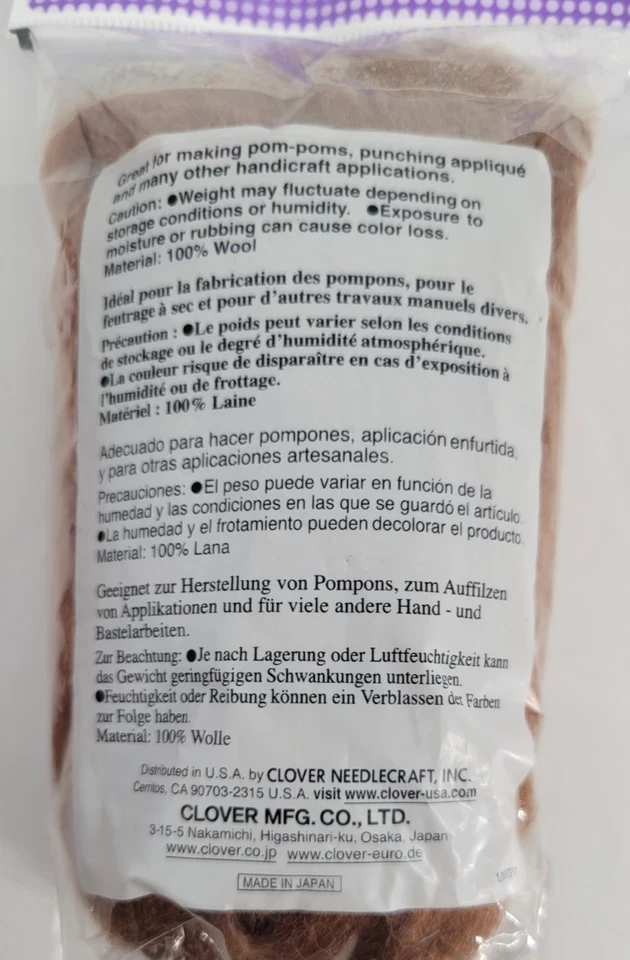 Great for making pom-poms, punching appliqué
and many other handicraft applications.
Caution: ●Weight may fluctuate depending on
storage conditions or humidity. ●Exposure to
moisture or rubbing can cause color loss.
Material: 100% Wool
Idéal pour la fabrication des pompons, pour le
feutrage à sec et pour d'autres travaux manuels divers.
Précaution : ●Le poids peut varier selon les conditions
de stockage ou le degré d'humidité atmosphérique.
●La couleur risque de disparaître en cas d'exposition à
l'humidité ou de frottage.
Matériel : 100% Laine
Adecuado para hacer pompones, aplicación enfurtida,
y para otras aplicaciones artesanales.
Precauciones: ●El peso puede variar en función de la
humedad y las condiciones en las que se guardó el artículo.
●La humedad y el frotamiento pueden decolorar el producto.
Material: 100% Lana
Geeignet zur Herstellung von Pompons, zum Auffilzen
von Applikationen und für viele andere Hand - und
Bastelarbeiten.
Zur Beachtung: ●Je nach Lagerung oder Luftfeuchtigkeit kann
das Gewicht geringfügigen Schwankungen unterliegen.
●Feuchtigkeit oder Reibung können ein Verblassen der Farben
zur Folge haben.
Material: 100% Wolle
Distributed in U.S.A. by CLOVER NEEDLECRAFT, INC.
Cerritos, CA 90703-2315 U.S.A. visit www.clover-usa.com
CLOVER MFG. CO., LTD.
3-15-5 Nakamichi, Higashinari-ku, Osaka, Japan
www.clover.co.jp www.clover-euro.de
MADE IN JAPAN